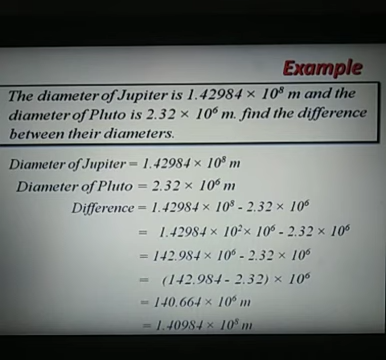 Example
The diameter of Jupiter is 1.42984 × 10⁸ m and the
diameter of Pluto is 2.32 × 10⁶ m. find the difference
between their diameters.
Diameter of Jupiter = 1.42984 × 10⁸ m
Diameter of Pluto = 2.32 × 10⁶ m
Difference = 1.42984 × 10⁸ - 2.32 × 10⁶
= 1.42984 × 10² × 10⁶ - 2.32 × 10⁶
= 142.984 × 10⁶ - 2.32 × 10⁶
= (142.984 - 2.32) × 10⁶
= 140.664 × 10⁶ m
= 1.40984 × 10⁸ m